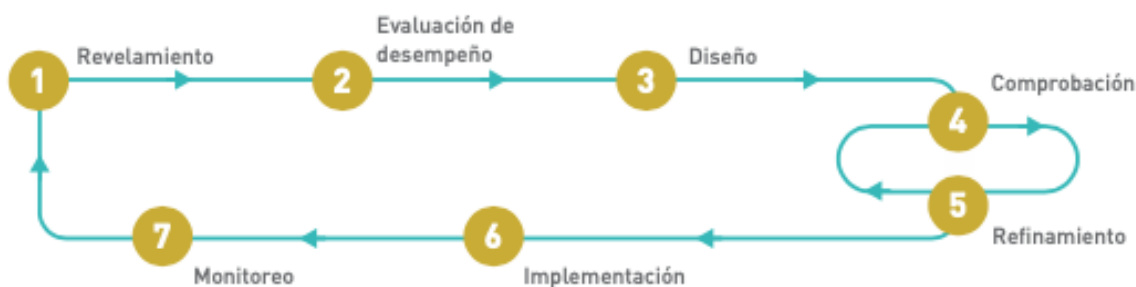 1
Revelamiento
2
Evaluación de
desempeño
3
Diseño
4
Comprobación
5
Refinamiento
6
Implementación
7
Monitoreo